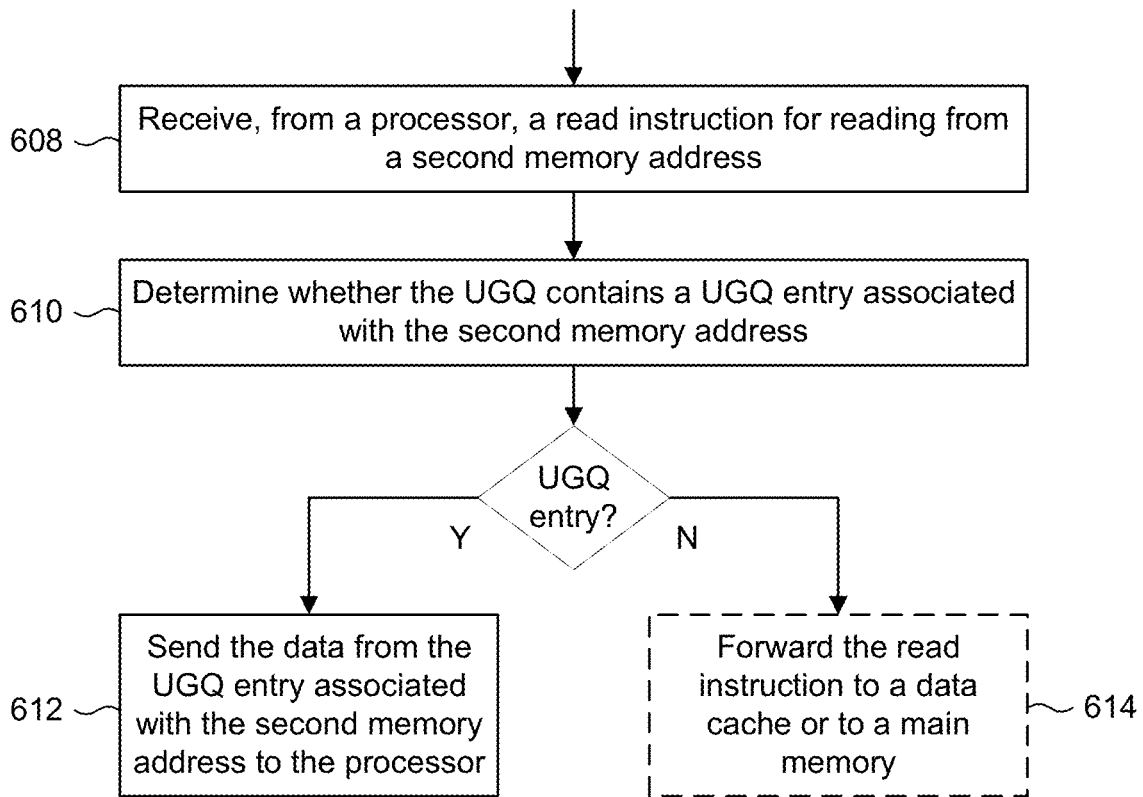 608
Receive, from a processor, a read instruction for reading from
a second memory address
610
Determine whether the UGQ contains a UGQ entry associated
with the second memory address
UGQ
entry?
Y
N
612
Send the data from the
UGQ entry associated
with the second memory
address to the processor
Forward the read
instruction to a data
cache or to a main
memory
614